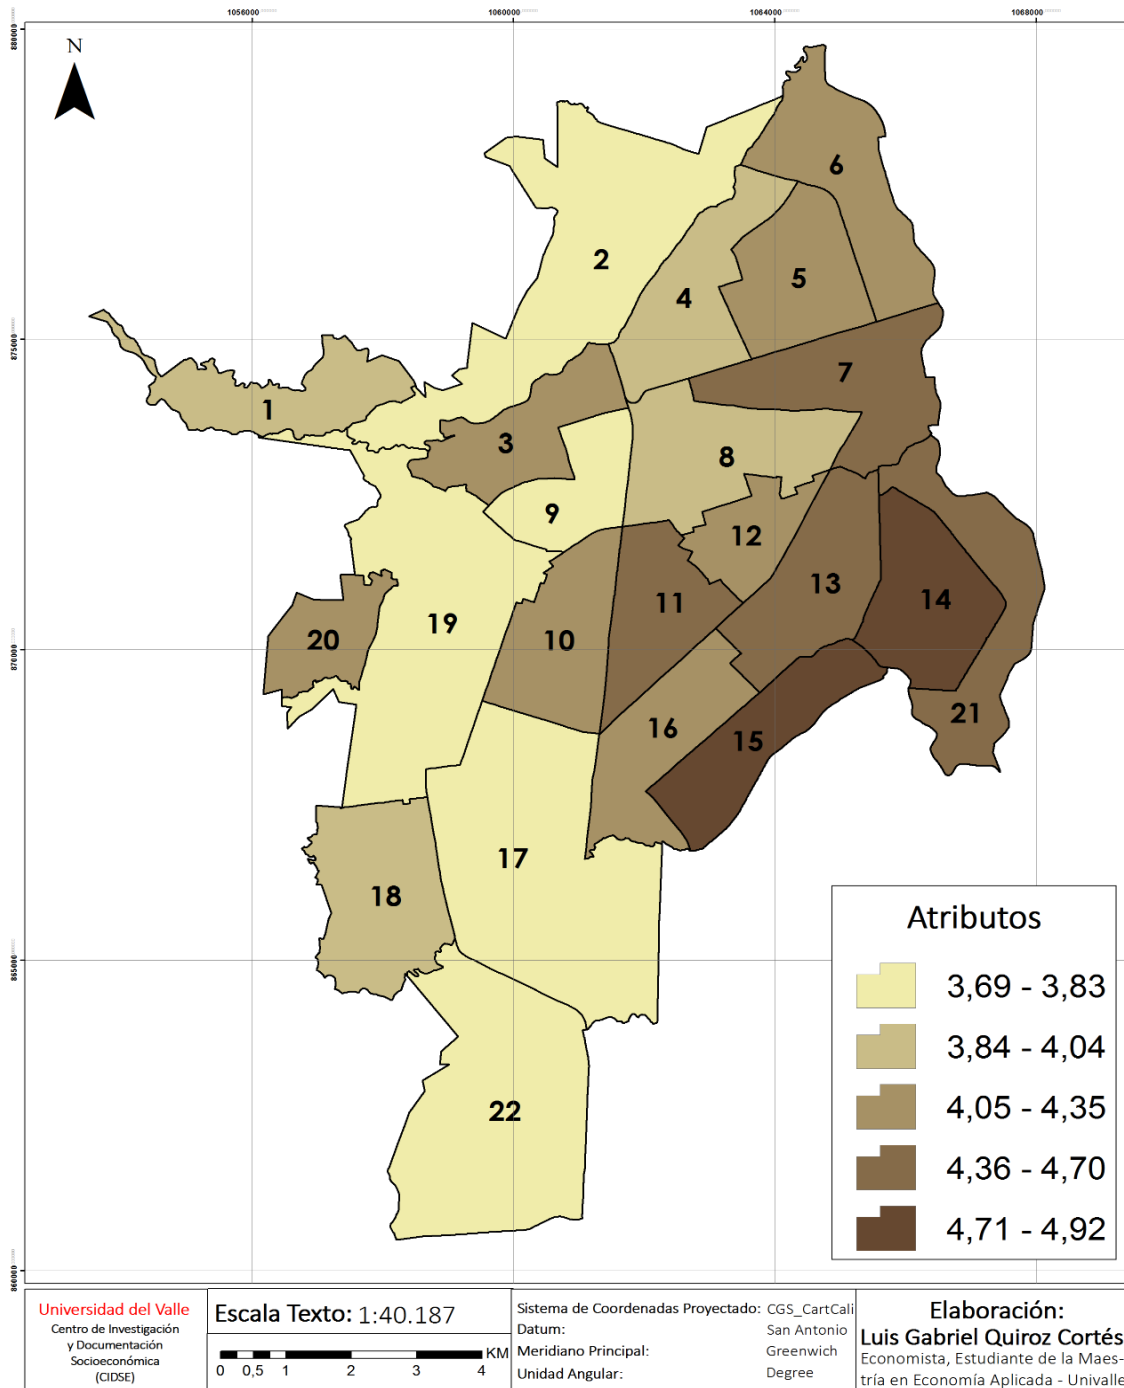 1056000
1060000
1064000
1068000
880000
N
6
2
5
4
875000
7
1
3
8
9
12
13
14
11
19
20
10
870000
21
16
15
17
18
Atributos
865000
3,69 - 3,83
3,84 - 4,04
4,05 - 4,35
22
4,36 - 4,70
4,71 - 4,92
860000
Universidad del Valle
Centro de Investigación
y Documentación
Socioeconómica
(CIDSE)
Escala Texto: 1:40.187
KM
0 0,5 1 2 3 4
Sistema de Coordenadas Proyectado: CGS_CartCali
Datum: San Antonio
Meridiano Principal: Greenwich
Unidad Angular: Degree
Elaboración:
Luis Gabriel Quiroz Cortés
Economista, Estudiante de la Maes-
tría en Economía Aplicada - Univalle